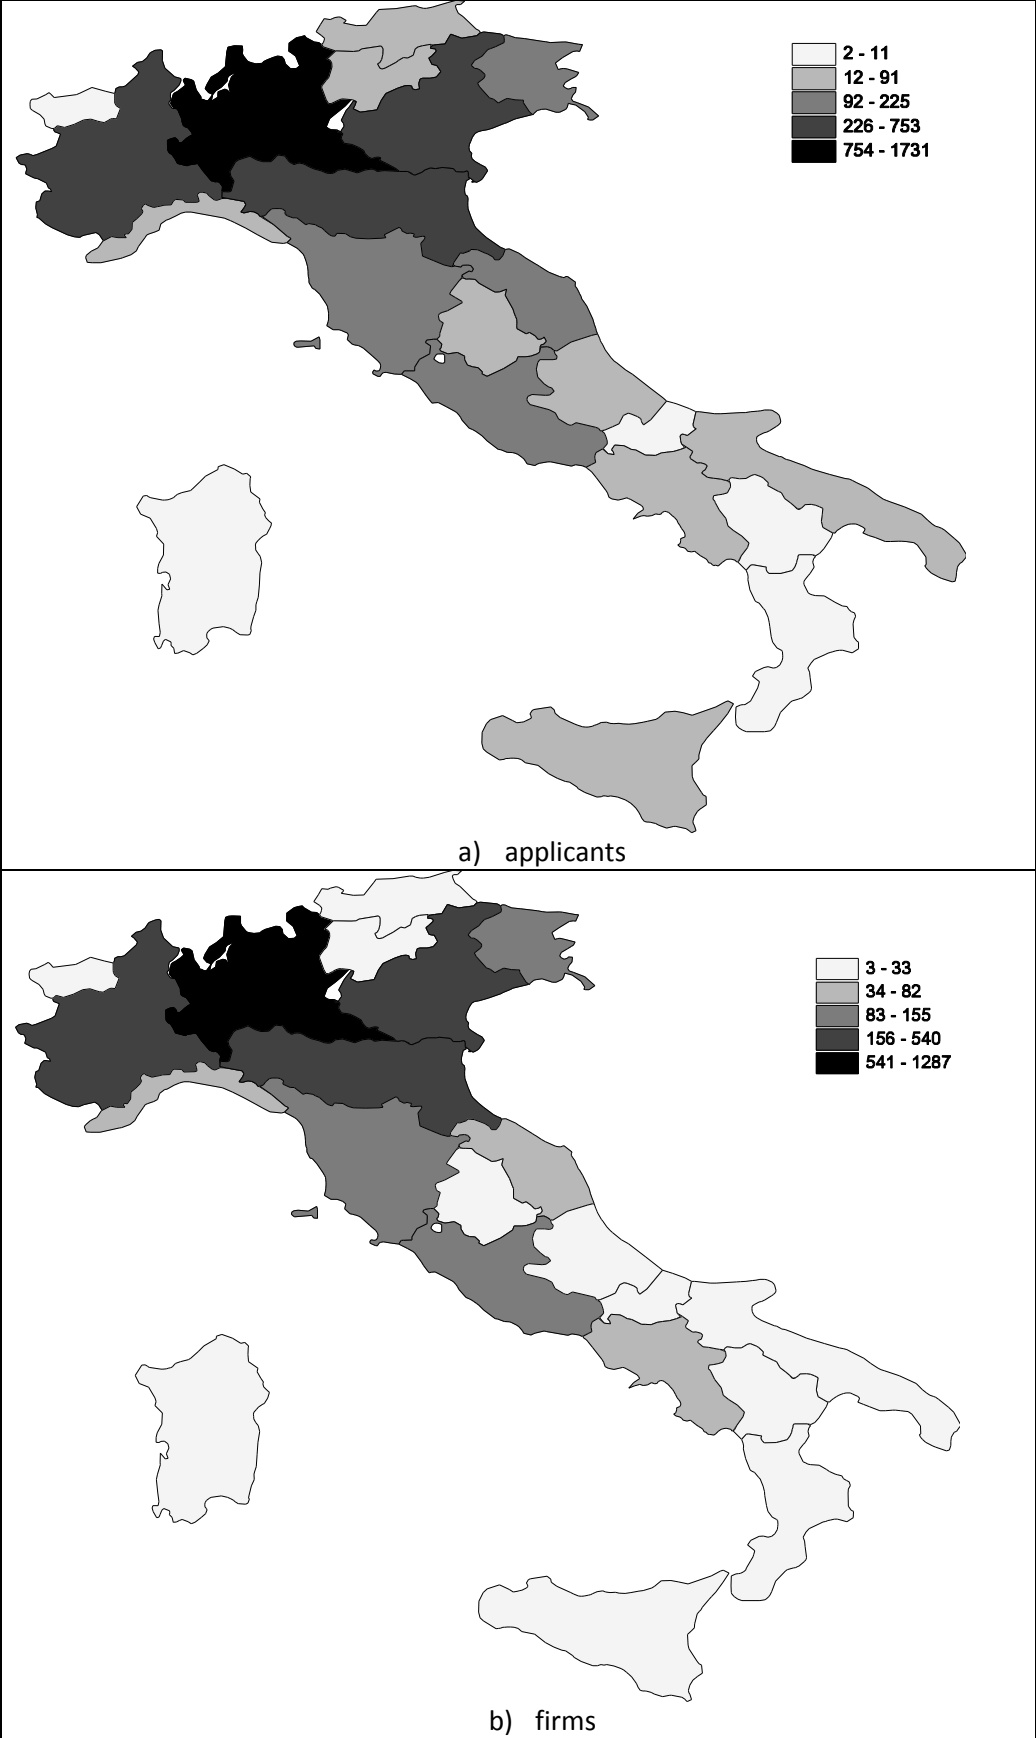 2 - 11
12 - 91
92 - 225
226 - 753
754 - 1731
a) applicants
3 - 33
34 - 82
83 - 155
156 - 540
541 - 1287
b) firms